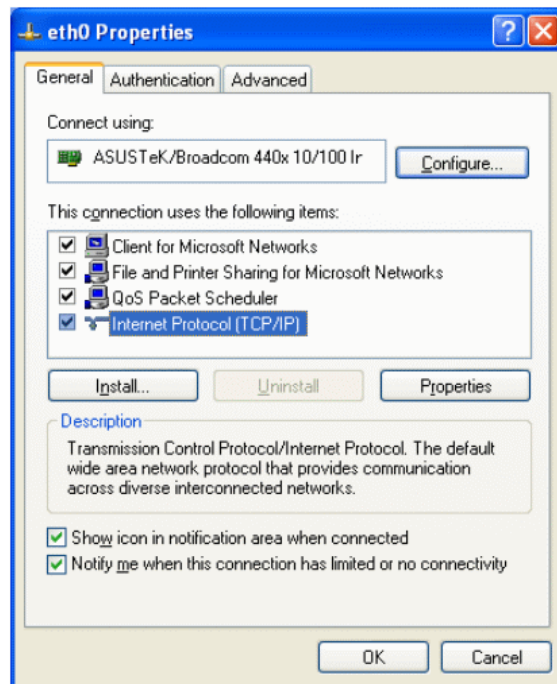 eth0 Properties
General Authentication Advanced
Connect using:
ASUSTeK/Broadcom 440x 10/100 Ir
Configure...
This connection uses the following items:
Client for Microsoft Networks
File and Printer Sharing for Microsoft Networks
QoS Packet Scheduler
Internet Protocol (TCP/IP)
Install... Uninstall Properties
Description
Transmission Control Protocol/Internet Protocol. The default
wide area network protocol that provides communication
across diverse interconnected networks.
Show icon in notification area when connected
Notify me when this connection has limited or no connectivity
OK Cancel